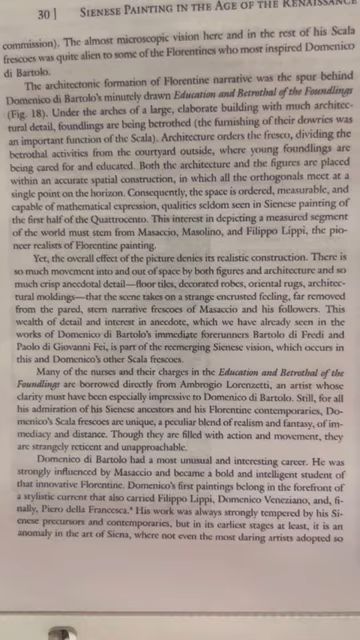 30 | SIENESE PAINTING IN THE AGE OF THE RENAISSANCE
commission). The almost microscopic vision here and in the rest of his Scala
frescoes was quite alien to some of the Florentines who most inspired Domenico
di Bartolo.
The architectonic formation of Florentine narrative was the spur behind
Domenico di Bartolo's minutely drawn Education and Betrothal of the Foundlings
(Fig. 18). Under the arches of a large, elaborate building with much architec-
tural detail, foundlings are being betrothed (the furnishing of their dowries was
an important function of the Scala). Architecture orders the fresco, dividing the
betrothal activities from the courtyard outside, where young foundlings are
being cared for and educated. Both the architecture and the figures are placed
within an accurate spatial construction, in which all the orthogonals meet at a
single point on the horizon. Consequently, the space is ordered, measurable, and
capable of mathematical expression, qualities seldom seen in Sienese painting of
the first half of the Quattrocento. This interest in depicting a measured segment
of the world must stem from Masaccio, Masolino, and Filippo Lippi, the pio-
neer realists of Florentine painting.
Yet, the overall effect of the picture denies its realistic construction. There is
so much movement into and out of space by both figures and architecture and so
much crisp anecdotal detail—floor tiles, decorated robes, oriental rugs, architec-
tural moldings—that the scene takes on a strange encrusted feeling, far removed
from the pared, stern narrative frescoes of Masaccio and his followers. This
wealth of detail and interest in anecdote, which we have already seen in the
works of Domenico di Bartolo's immediate forerunners Bartolo di Fredi and
Paolo di Giovanni Fei, is part of the reemerging Sienese vision, which occurs in
this and Domenico's other Scala frescoes.
Many of the nurses and their charges in the Education and Betrothal of the
Foundlings are borrowed directly from Ambrogio Lorenzetti, an artist whose
clarity must have been especially impressive to Domenico di Bartolo. Still, for all
his admiration of his Sienese ancestors and his Florentine contemporaries, Do-
menico's Scala frescoes are unique, a peculiar blend of realism and fantasy, of im-
mediacy and distance. Though they are filled with action and movement, they
are strangely reticent and unapproachable.
Domenico di Bartolo had a most unusual and interesting career. He was
strongly influenced by Masaccio and became a bold and intelligent student of
that innovative Florentine. Domenico's first paintings belong in the forefront of
a stylistic current that also carried Filippo Lippi, Domenico Veneziano, and, fi-
nally, Piero della Francesca. His work was always strongly tempered by his Si-
enese precursors and contemporaries, but in its earliest stages at least, it is an
anomaly in the art of Siena, where not even the most daring artists adopted so